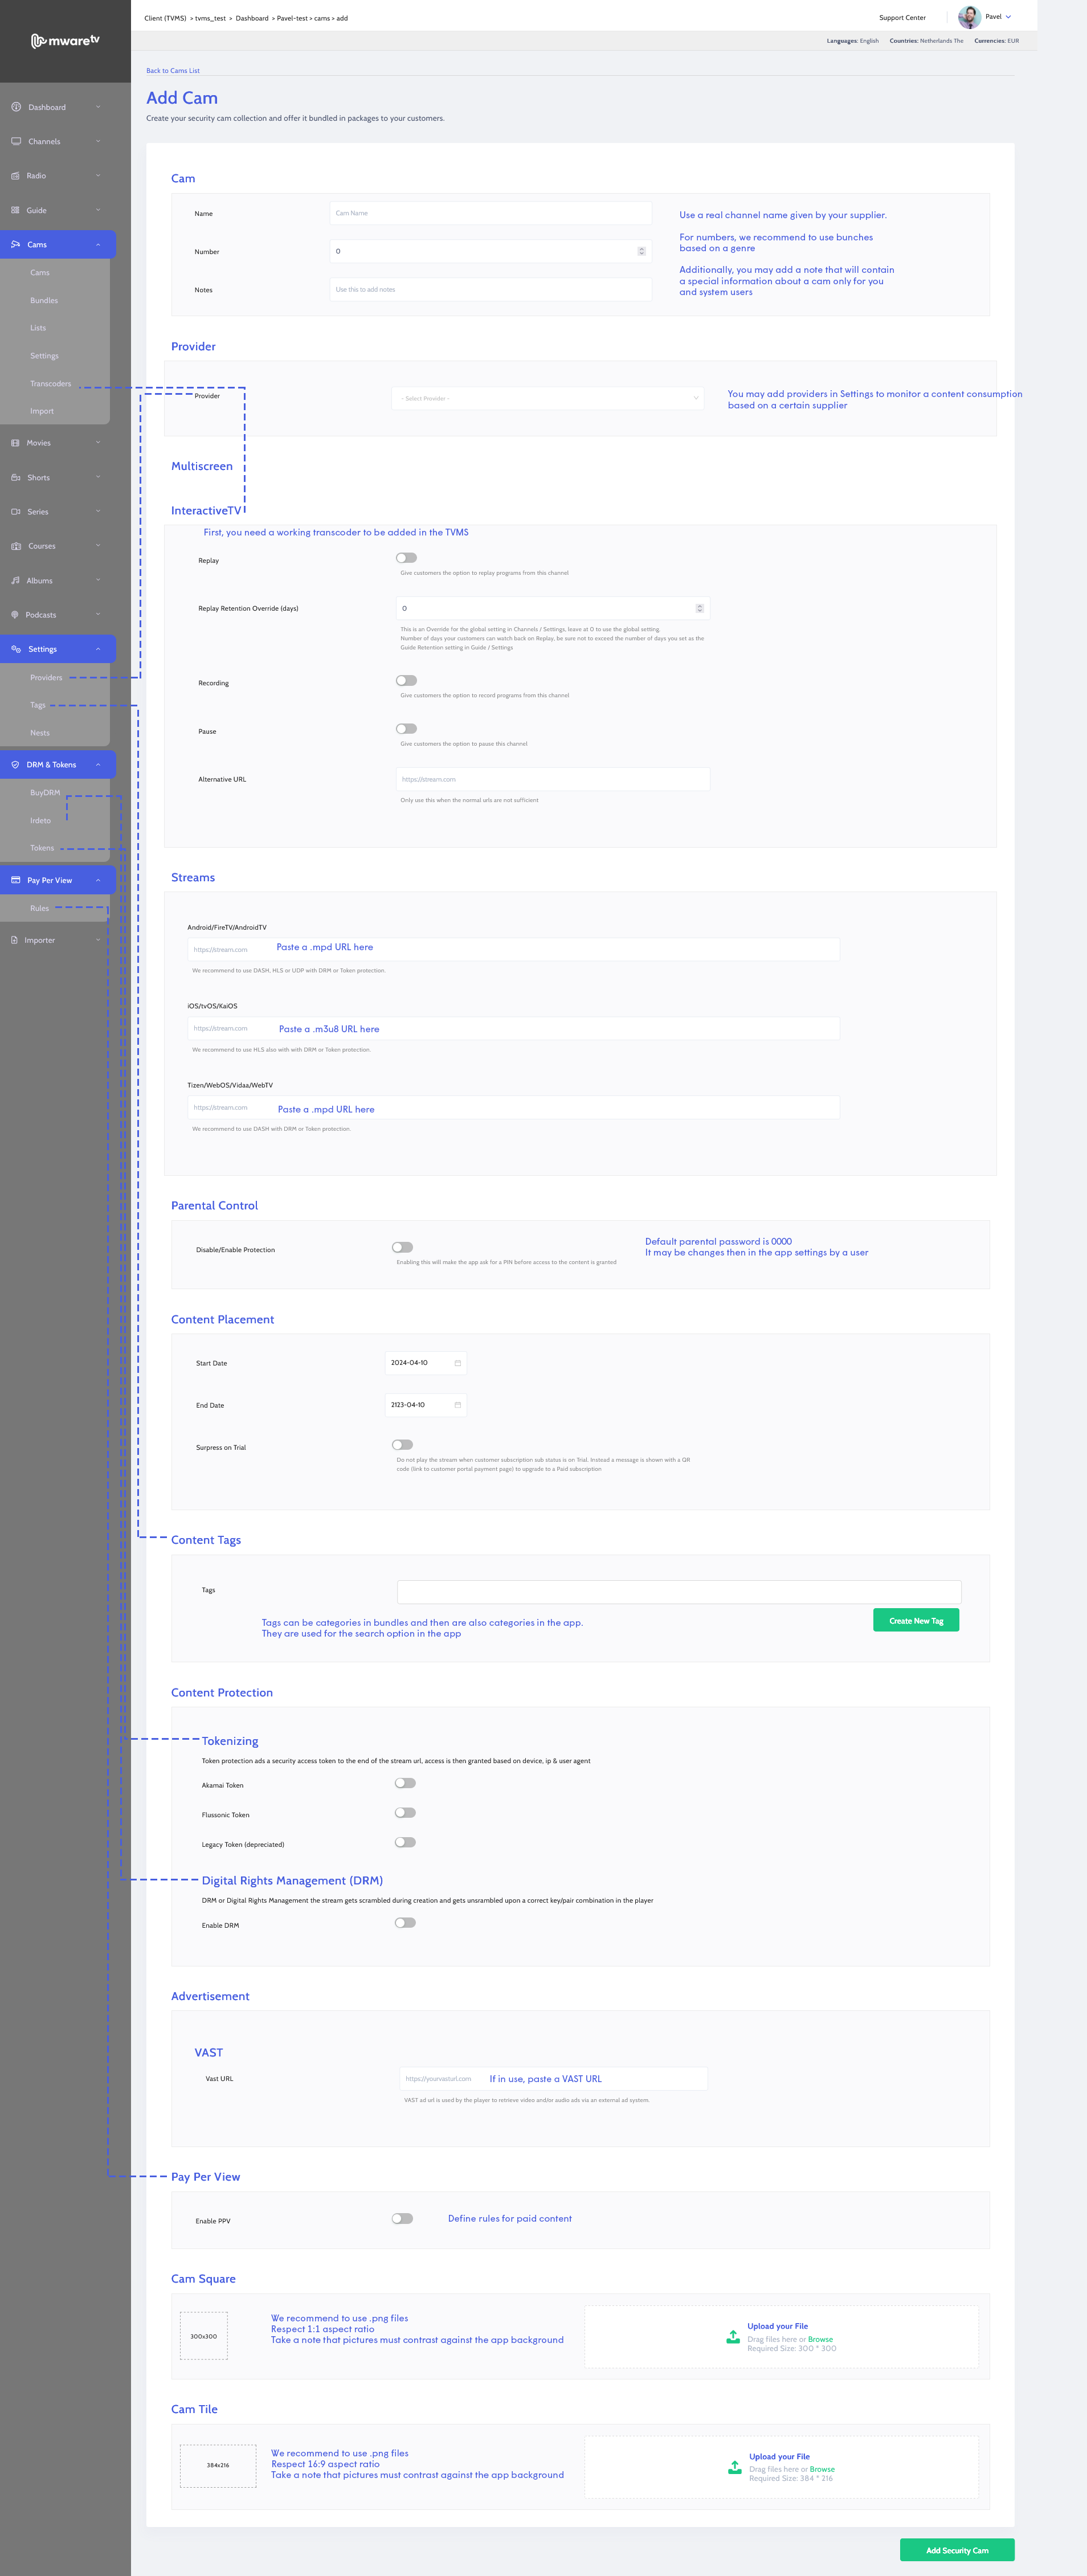 Client (TVMS) > tvms_test > Dashboard > Pavel-test > cams > add
Support Center
Pavel
mwaretv
Languages: English Countries: Netherlands The Currencies: EUR
Back to Cams List
Add Cam
Create your security cam collection and offer it bundled in packages to your customers.
Dashboard
Channels
Radio
Guide
Cams
Cams
Bundles
Lists
Settings
Transcoders
Import
Movies
Shorts
Series
Courses
Albums
Podcasts
Settings
Providers
Tags
Nests
DRM & Tokens
BuyDRM
Irdeto
Tokens
Pay Per View
Rules
Importer
Cam
Name
Cam Name
Number
0
Notes
Use this to add notes
Use a real channel name given by your supplier.
For numbers, we recommend to use bunches
based on a genre
Additionally, you may add a note that will contain
a special information about a cam only for you
and system users
Provider
Provider
- Select Provider -
You may add providers in Settings to monitor a content consumption
based on a certain supplier
Multiscreen
InteractiveTV
First, you need a working transcoder to be added in the TVMS
Replay
Give customers the option to replay programs from this channel
Replay Retention Override (days)
0
This is an Override for the global setting in Channels / Settings, leave at 0 to use the global setting.
Number of days your customers can watch back on Replay, be sure not to exceed the number of days you set as the
Guide Retention setting in Guide / Settings
Recording
Give customers the option to record programs from this channel
Pause
Give customers the option to pause this channel
Alternative URL
https://stream.com
Only use this when the normal urls are not sufficient
Streams
Android/FireTV/AndroidTV
https://stream.com
Paste a .mpd URL here
We recommend to use DASH, HLS or UDP with DRM or Token protection.
iOS/tvOS/KaiOS
https://stream.com
Paste a .m3u8 URL here
We recommend to use HLS also with with DRM or Token protection.
Tizen/WebOS/Vidaa/WebTV
https://stream.com
Paste a .mpd URL here
We recommend to use DASH with DRM or Token protection.
Parental Control
Disable/Enable Protection
Enabling this will make the app ask for a PIN before access to the content is granted
Default parental password is 0000
It may be changes then in the app settings by a user
Content Placement
Start Date
2024-04-10
End Date
2123-04-10
Surpress on Trial
Do not play the stream when customer subscription sub status is on Trial. Instead a message is shown with a QR
code (link to customer portal payment page) to upgrade to a Paid subscription
Content Tags
Tags
Create New Tag
Tags can be categories in bundles and then are also categories in the app.
They are used for the search option in the app
Content Protection
Tokenizing
Token protection ads a security access token to the end of the stream url, access is then granted based on device, ip & user agent
Akamai Token
Flussonic Token
Legacy Token (depreciated)
Digital Rights Management (DRM)
DRM or Digital Rights Management the stream gets scrambled during creation and gets unsrambled upon a correct key/pair combination in the player
Enable DRM
Advertisement
VAST
Vast URL
https://yourvasturl.com
If in use, paste a VAST URL
VAST ad url is used by the player to retrieve video and/or audio ads via an external ad system.
Pay Per View
Enable PPV
Define rules for paid content
Cam Square
300x300
We recommend to use .png files
Respect 1:1 aspect ratio
Take a note that pictures must contrast against the app background
Upload your File
Drag files here or Browse
Required Size: 300 * 300
Cam Tile
384x216
We recommend to use .png files
Respect 16:9 aspect ratio
Take a note that pictures must contrast against the app background
Upload your File
Drag files here or Browse
Required Size: 384 * 216
Add Security Cam